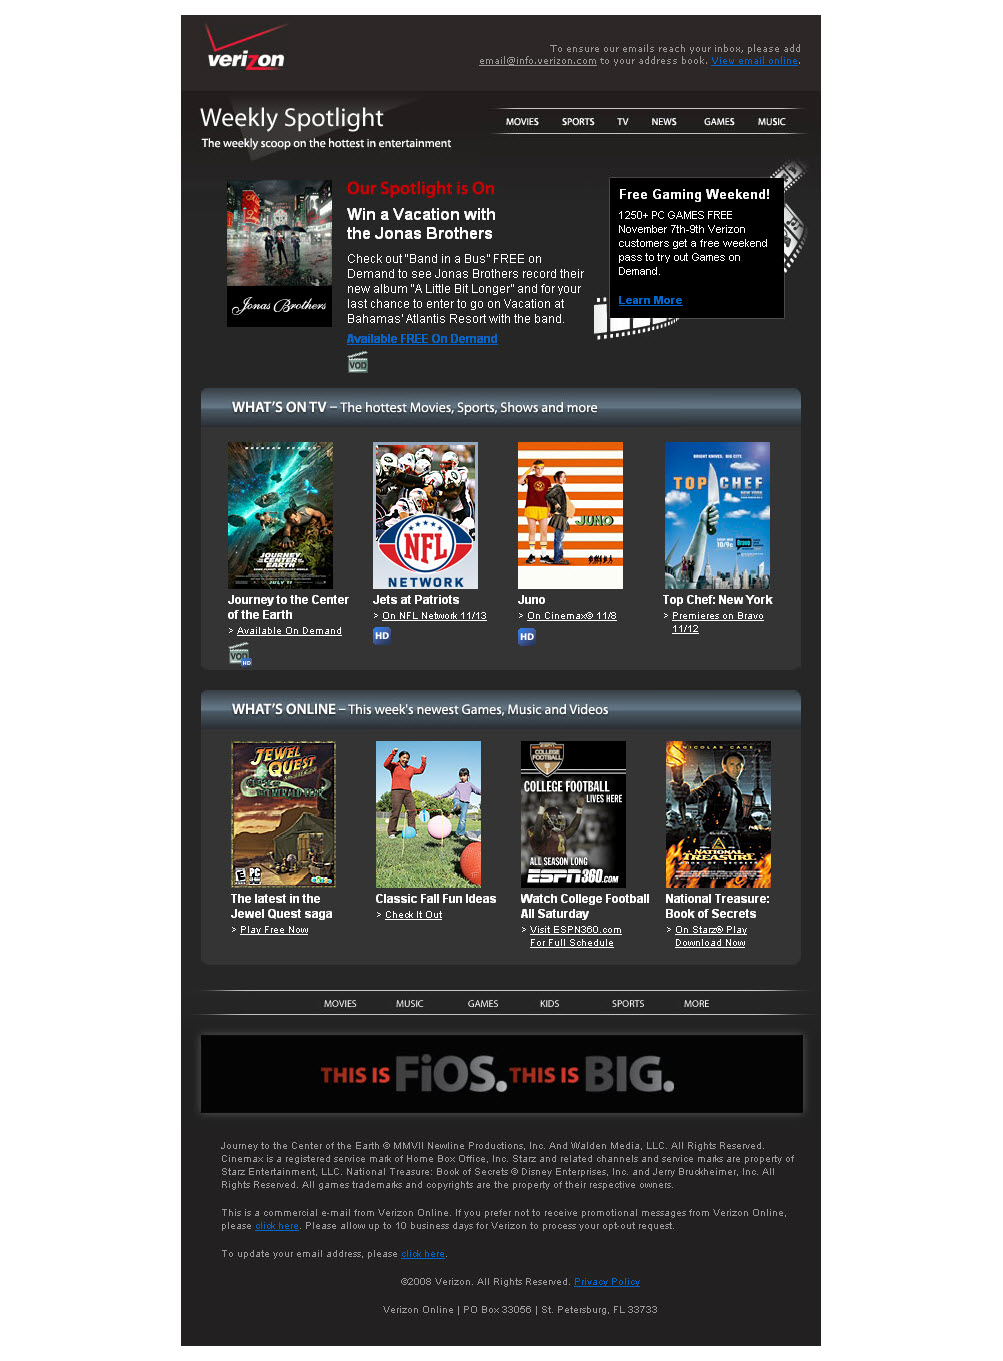 verizon
To ensure our emails reach your inbox, please add
email@info.verizon.com to your address book. View email online.
Weekly Spotlight
The weekly scoop on the hottest in entertainment
MOVIES SPORTS TV NEWS GAMES MUSIC
Our Spotlight is On
Win a Vacation with
the Jonas Brothers
Check out "Band in a Bus" FREE on
Demand to see Jonas Brothers record their
new album "A Little Bit Longer" and for your
last chance to enter to go on Vacation at
Bahamas' Atlantis Resort with the band.
Available FREE On Demand
VOD
Jonas Brothers
Free Gaming Weekend!
1250+ PC GAMES FREE
November 7th-9th Verizon
customers get a free weekend
pass to try out Games on
Demand.
Learn More
WHAT'S ON TV – The hottest Movies, Sports, Shows and more
JOURNEY
TO THE CENTER
OF THE EARTH
JULY 11
Journey to the Center
of the Earth
> Available On Demand
VOD HD
NFL
NETWORK
Jets at Patriots
> On NFL Network 11/13
HD
JUNO
Juno
> On Cinemax® 11/8
HD
BRIGHT KNIVES. BIG CITY.
TOP CHEF
NEW YORK
10/9c
Top Chef: New York
> Premieres on Bravo
11/12
WHAT'S ONLINE – This week's newest Games, Music and Videos
JEWEL
QUEST
PC
The latest in the
Jewel Quest saga
> Play Free Now
Classic Fall Fun Ideas
> Check It Out
COLLEGE
FOOTBALL
COLLEGE FOOTBALL
LIVES HERE
ALL SEASON LONG
ESPN360.COM
Watch College Football
All Saturday
> Visit ESPN360.com
For Full Schedule
NICOLAS CAGE
NATIONAL
TREASURE
BOOK OF SECRETS
National Treasure:
Book of Secrets
> On Starz® Play
Download Now
MOVIES MUSIC GAMES KIDS SPORTS MORE
THIS IS FiOS. THIS IS BIG.
Journey to the Center of the Earth © MMVII Newline Productions, Inc. And Walden Media, LLC. All Rights Reserved.
Cinemax is a registered service mark of Home Box Office, Inc. Starz and related channels and service marks are property of
Starz Entertainment, LLC. National Treasure: Book of Secrets © Disney Enterprises, Inc. and Jerry Bruckheimer, Inc. All
Rights Reserved. All games trademarks and copyrights are the property of their respective owners.
This is a commercial e-mail from Verizon Online. If you prefer not to receive promotional messages from Verizon Online,
please click here. Please allow up to 10 business days for Verizon to process your opt-out request.
To update your email address, please click here.
©2008 Verizon. All Rights Reserved. Privacy Policy
Verizon Online | PO Box 33056 | St. Petersburg, FL 33733